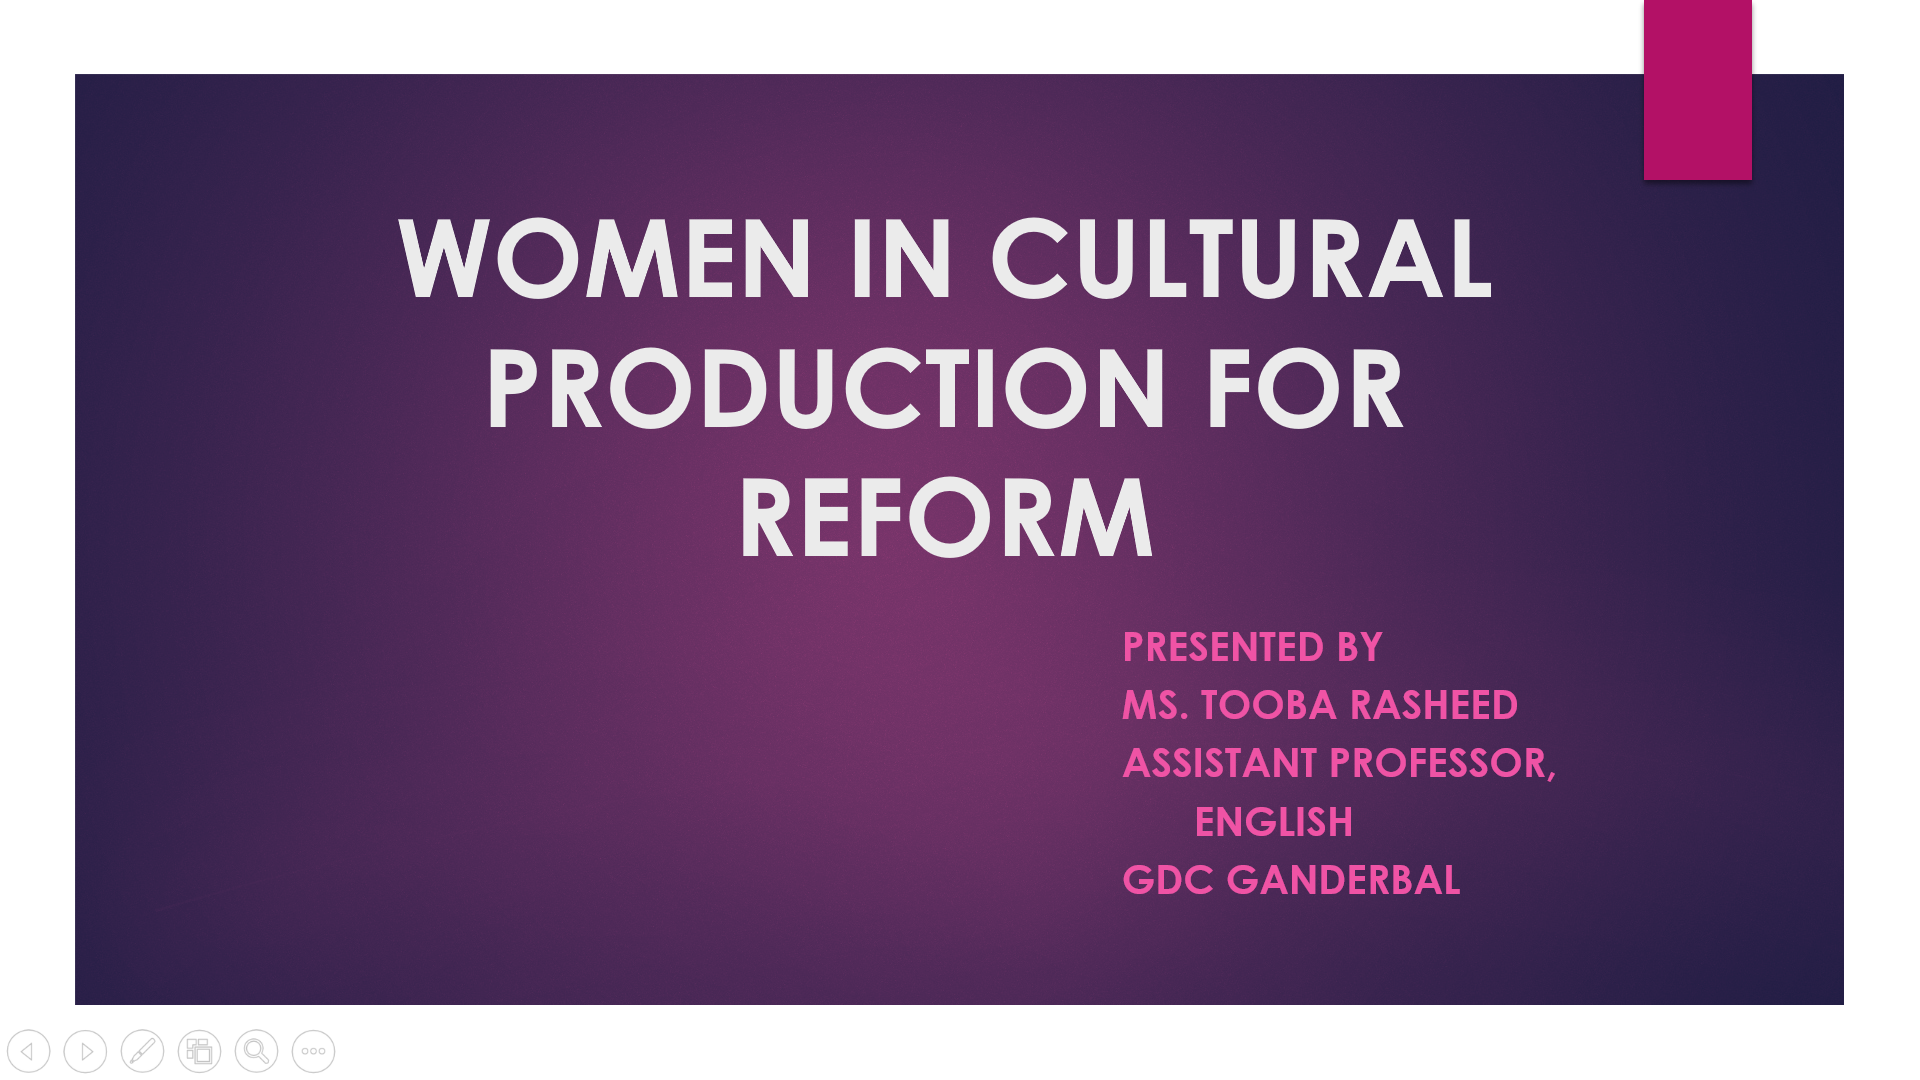 WOMEN IN CULTURAL
PRODUCTION FOR
REFORM
PRESENTED BY
MS. TOOBA RASHEED
ASSISTANT PROFESSOR,
ENGLISH
GDC GANDERBAL